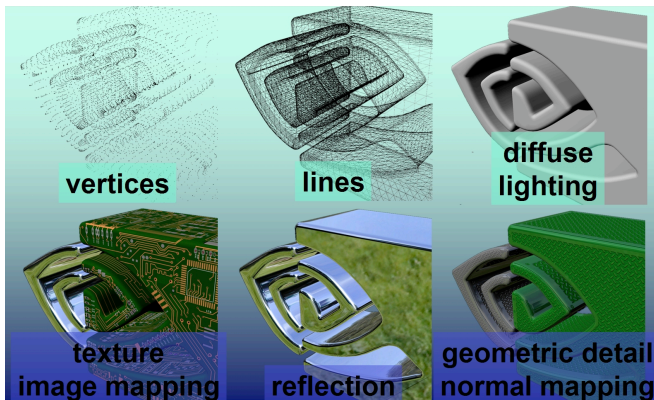 vertices
lines
diffuse
lighting
texture
image mapping
reflection
geometric detail
normal mapping